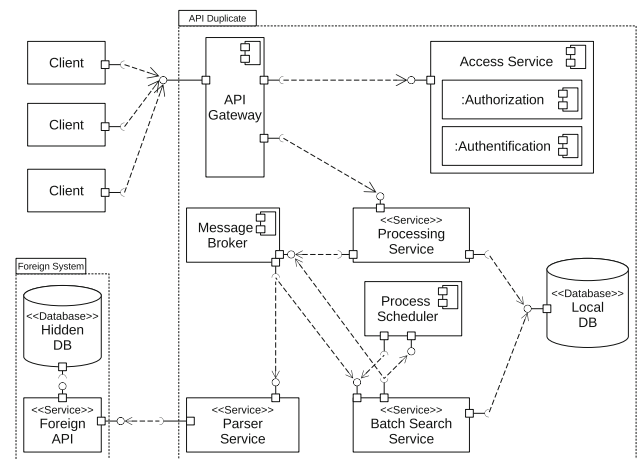 API Duplicate
Client
Client
Client
API
Gateway
Access Service
:Authorization
:Authentification
Message
Broker
<<Service>>
Processing
Service
Foreign System
<<Database>>
Hidden
DB
Process
Scheduler
<<Database>>
Local
DB
<<Service>>
Foreign
API
<<Service>>
Parser
Service
<<Service>>
Batch Search
Service